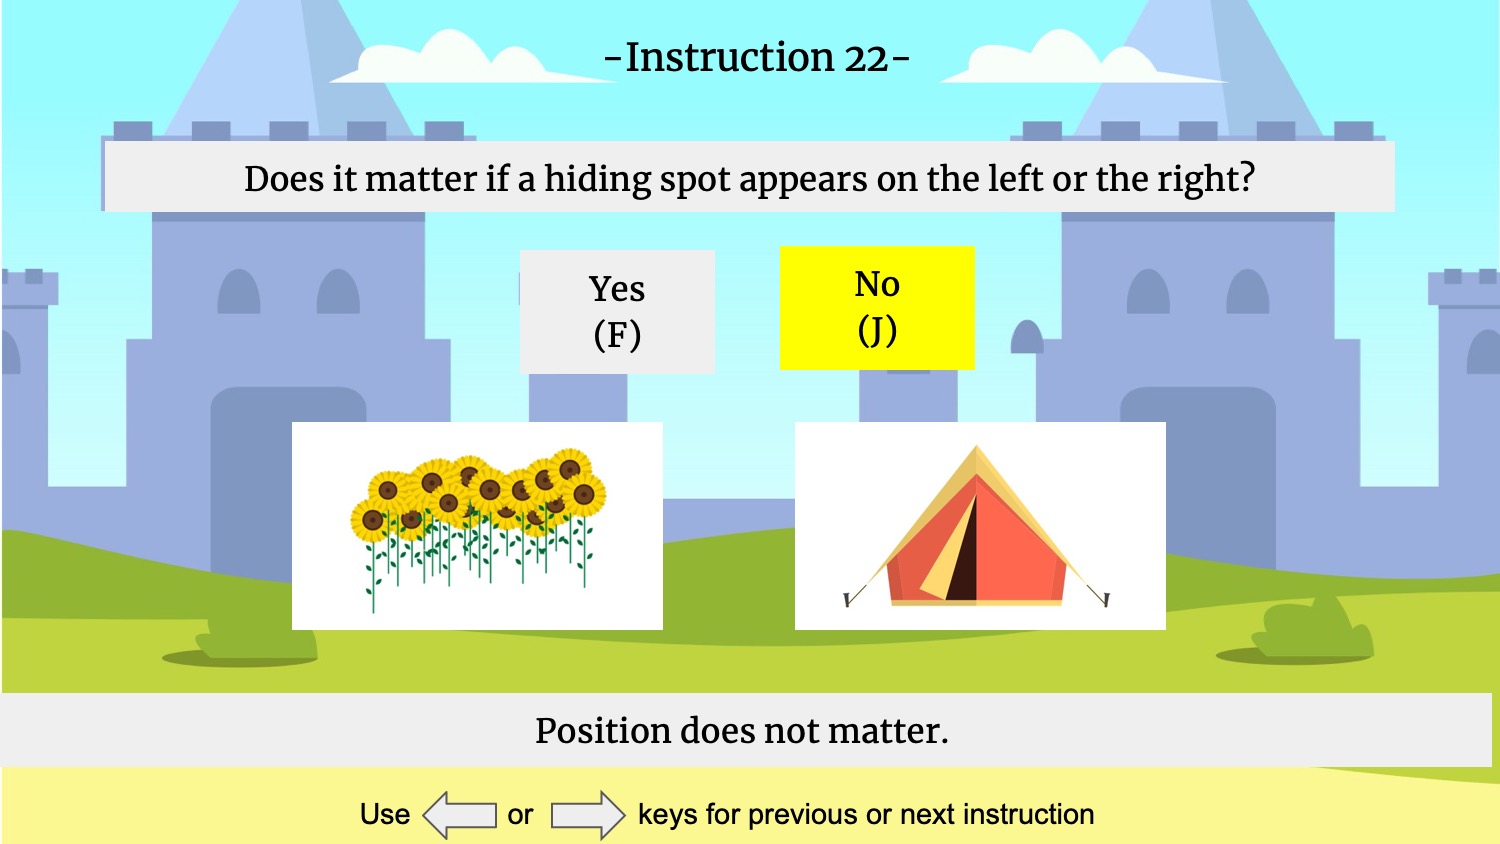 -Instruction 22-
Does it matter if a hiding spot appears on the left or the right?
Yes
(F)
No
(J)
Position does not matter.
Use or keys for previous or next instruction